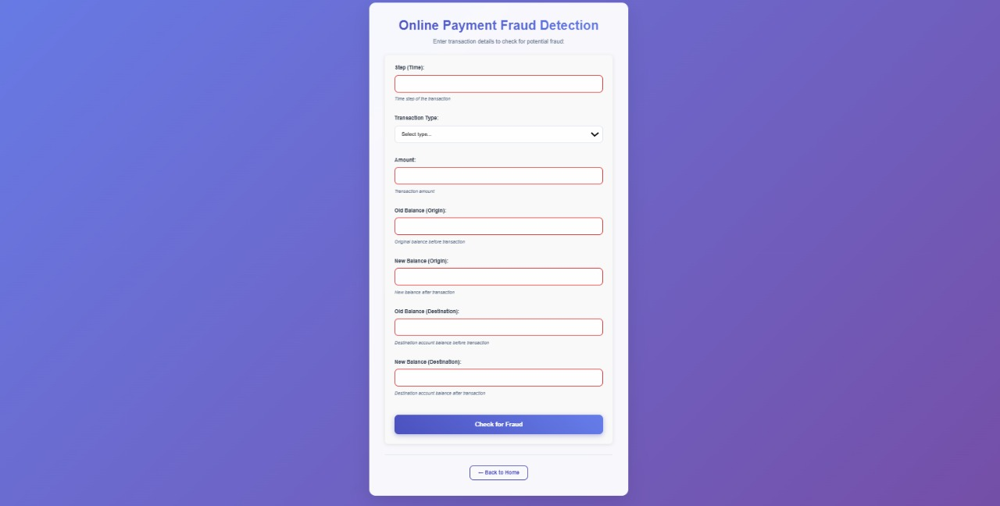 Online Payment Fraud Detection
Enter transaction details to check for potential fraud:
Step (Time):
Time step of the transaction
Transaction Type:
Select type...
Amount:
Transaction amount
Old Balance (Origin):
Original balance before transaction
New Balance (Origin):
New balance after transaction
Old Balance (Destination):
Destination account balance before transaction
New Balance (Destination):
Destination account balance after transaction
Check for Fraud
← Back to Home